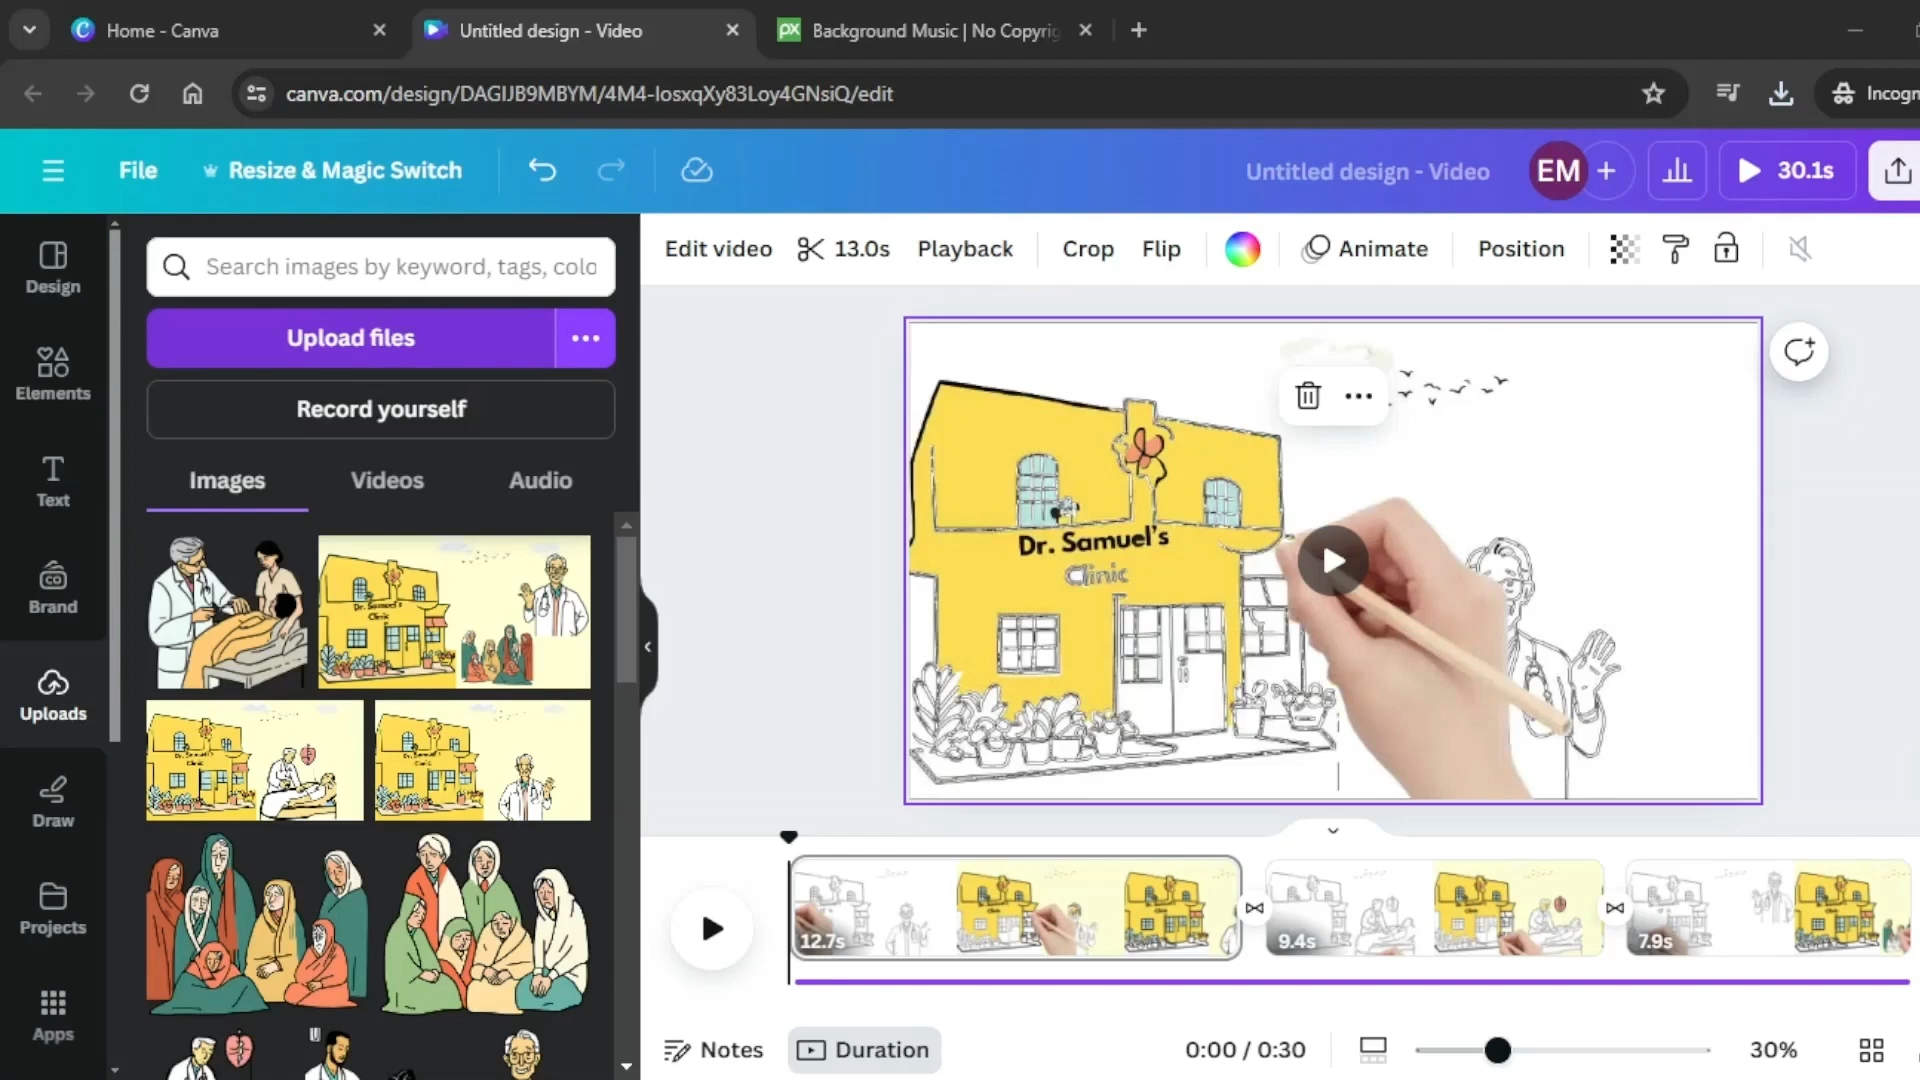 Home - Canva
Untitled design - Video
Background Music | No Copyrig
canva.com/design/DAGIJB9MBYM/4M4-losxqXy83Loy4GNsiQ/edit
Incogn
File
Resize & Magic Switch
Untitled design - Video
EM
30.1s
Design
Elements
Text
Brand
Uploads
Draw
Projects
Apps
Search images by keyword, tags, colo
Upload files
Record yourself
Images
Videos
Audio
Edit video
13.0s
Playback
Crop
Flip
Animate
Position
Dr. Samuel's
Clinic
12.7s
9.4s
7.9s
Notes
Duration
0:00 / 0:30
30%